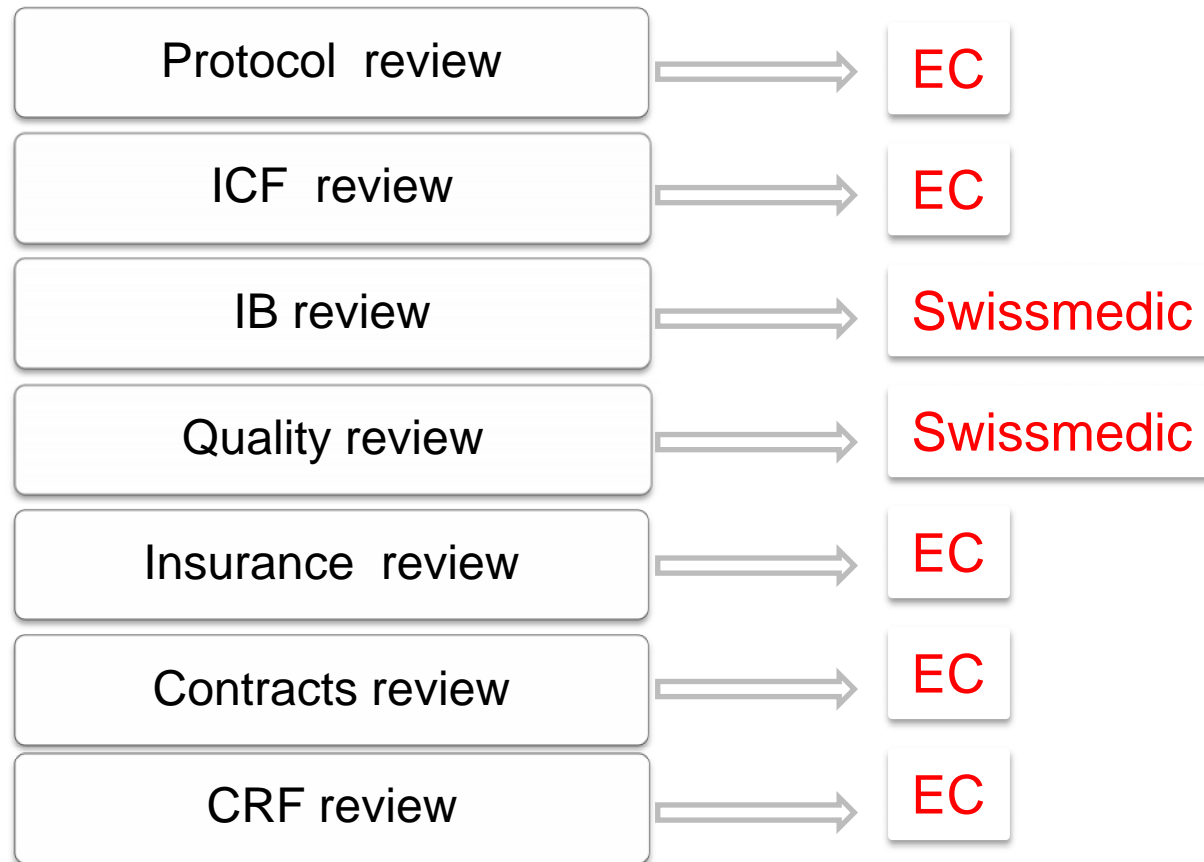 Protocol review EC
ICF review EC
IB review Swissmedic
Quality review Swissmedic
Insurance review EC
Contracts review EC
CRF review EC